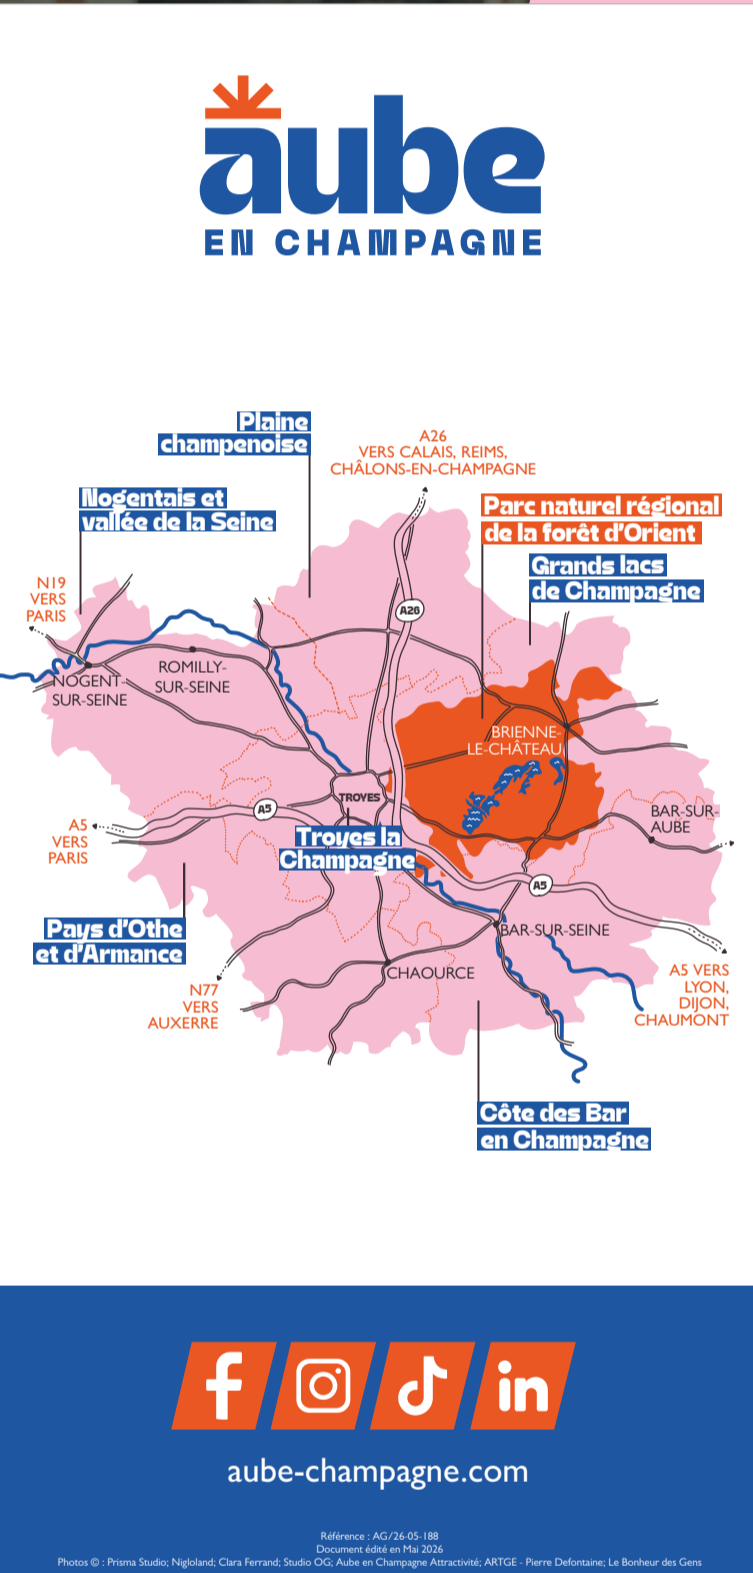 aube
EN CHAMPAGNE
Plaine
champenoise
A26
VERS CALAIS, REIMS,
CHÂLONS-EN-CHAMPAGNE
Nogentais et
vallée de la Seine
Parc naturel régional
de la forêt d'Orient
Grands lacs
de Champagne
N19
VERS
PARIS
A26
NOGENT-
SUR-SEINE
ROMILLY-
SUR-SEINE
BRIENNE-
LE-CHÂTEAU
TROYES
A5
A5
VERS
PARIS
BAR-SUR-
AUBE
Troyes la
Champagne
A5
Pays d'Othe
et d'Armance
BAR-SUR-SEINE
CHAOURCE
N77
VERS
AUXERRE
A5 VERS
LYON,
DIJON,
CHAUMONT
Côte des Bar
en Champagne
f
in
aube-champagne.com
Référence : AG/26-05-188
Document édité en Mai 2026
Photos © : Prisma Studio; Nigloland; Clara Ferrand; Studio OG; Aube en Champagne Attractivité; ARTGE - Pierre Defontaine; Le Bonheur des Gens